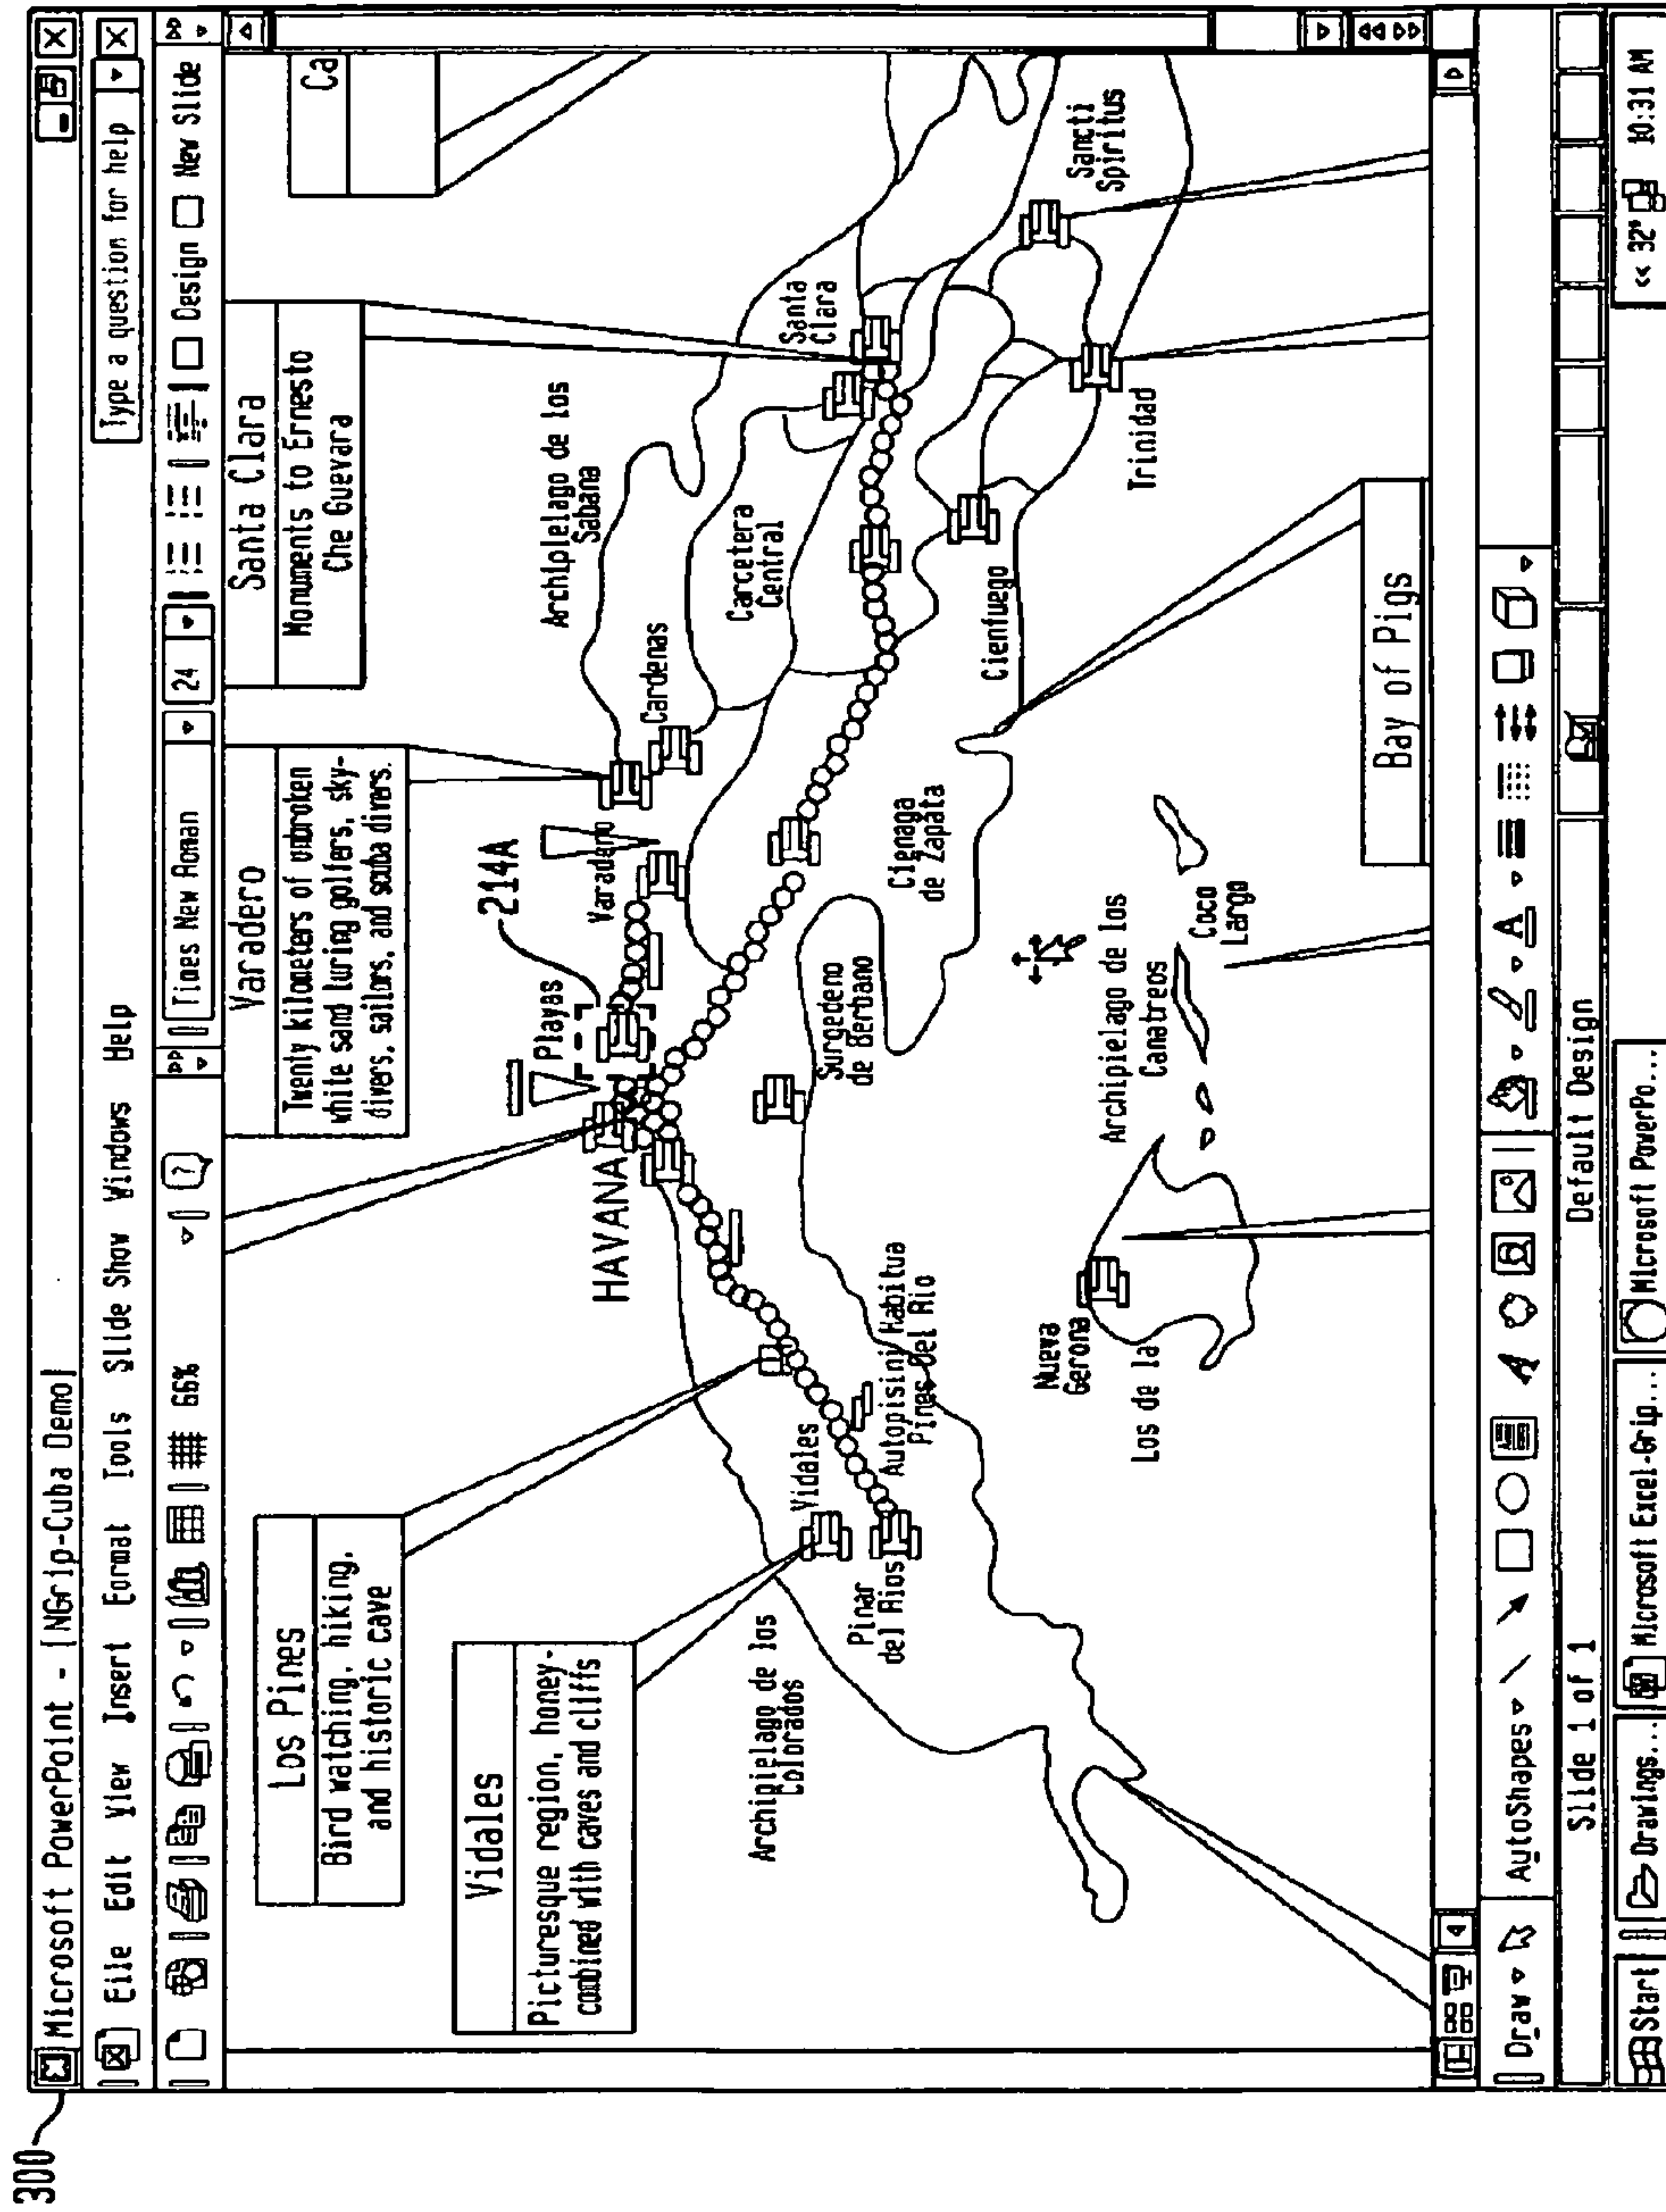 300
Microsoft PowerPoint - [NGrip-Cuba Demo]
File Edit View Insert Format Tools Slide Show Windows Help
Type a question for help
66%
Times New Roman
24
Design
New Slide
Los Pines
Bird watching, hiking,
and historic cave
Varadero
Twenty kilometers of unbroken
white sand luring golfers, sky-
divers, sailors, and scuba divers.
Santa Clara
Monuments to Ernesto
Che Guevara
Ca
Vidales
Picturesque region, honey-
combined with caves and cliffs
214A
Playas
HAVANA
Varadero
Cardenas
Archiplelago de los
Sabana
Carcetera
Central
Santa
Clara
Sancti
Spiritus
Archipielago de los
Colorados
Vidales
Pinar
del Rios
Autopisini Habitua
Pines Del Rio
Surgedeno
de Berbano
Cienaga
de Zapata
Cienfuego
Trinidad
Nueva
Gerona
Los de la
Archipielago de los
Canatreos
Coco
Largo
Bay of Pigs
Draw
AutoShapes
Slide 1 of 1
Default Design
Start
Drawings...
Microsoft Excel-Grip...
Microsoft PowerPo...
<< 32°
10:31 AM